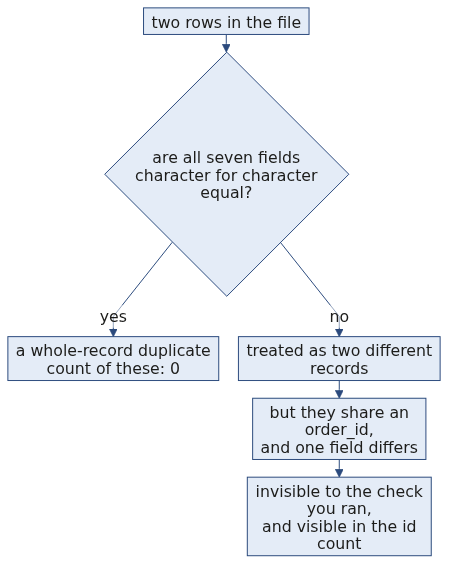 two rows in the file
are all seven fields
character for character
equal?
yes
no
a whole-record duplicate
count of these: 0
treated as two different
records
but they share an
order_id,
and one field differs
invisible to the check
you ran,
and visible in the id
count